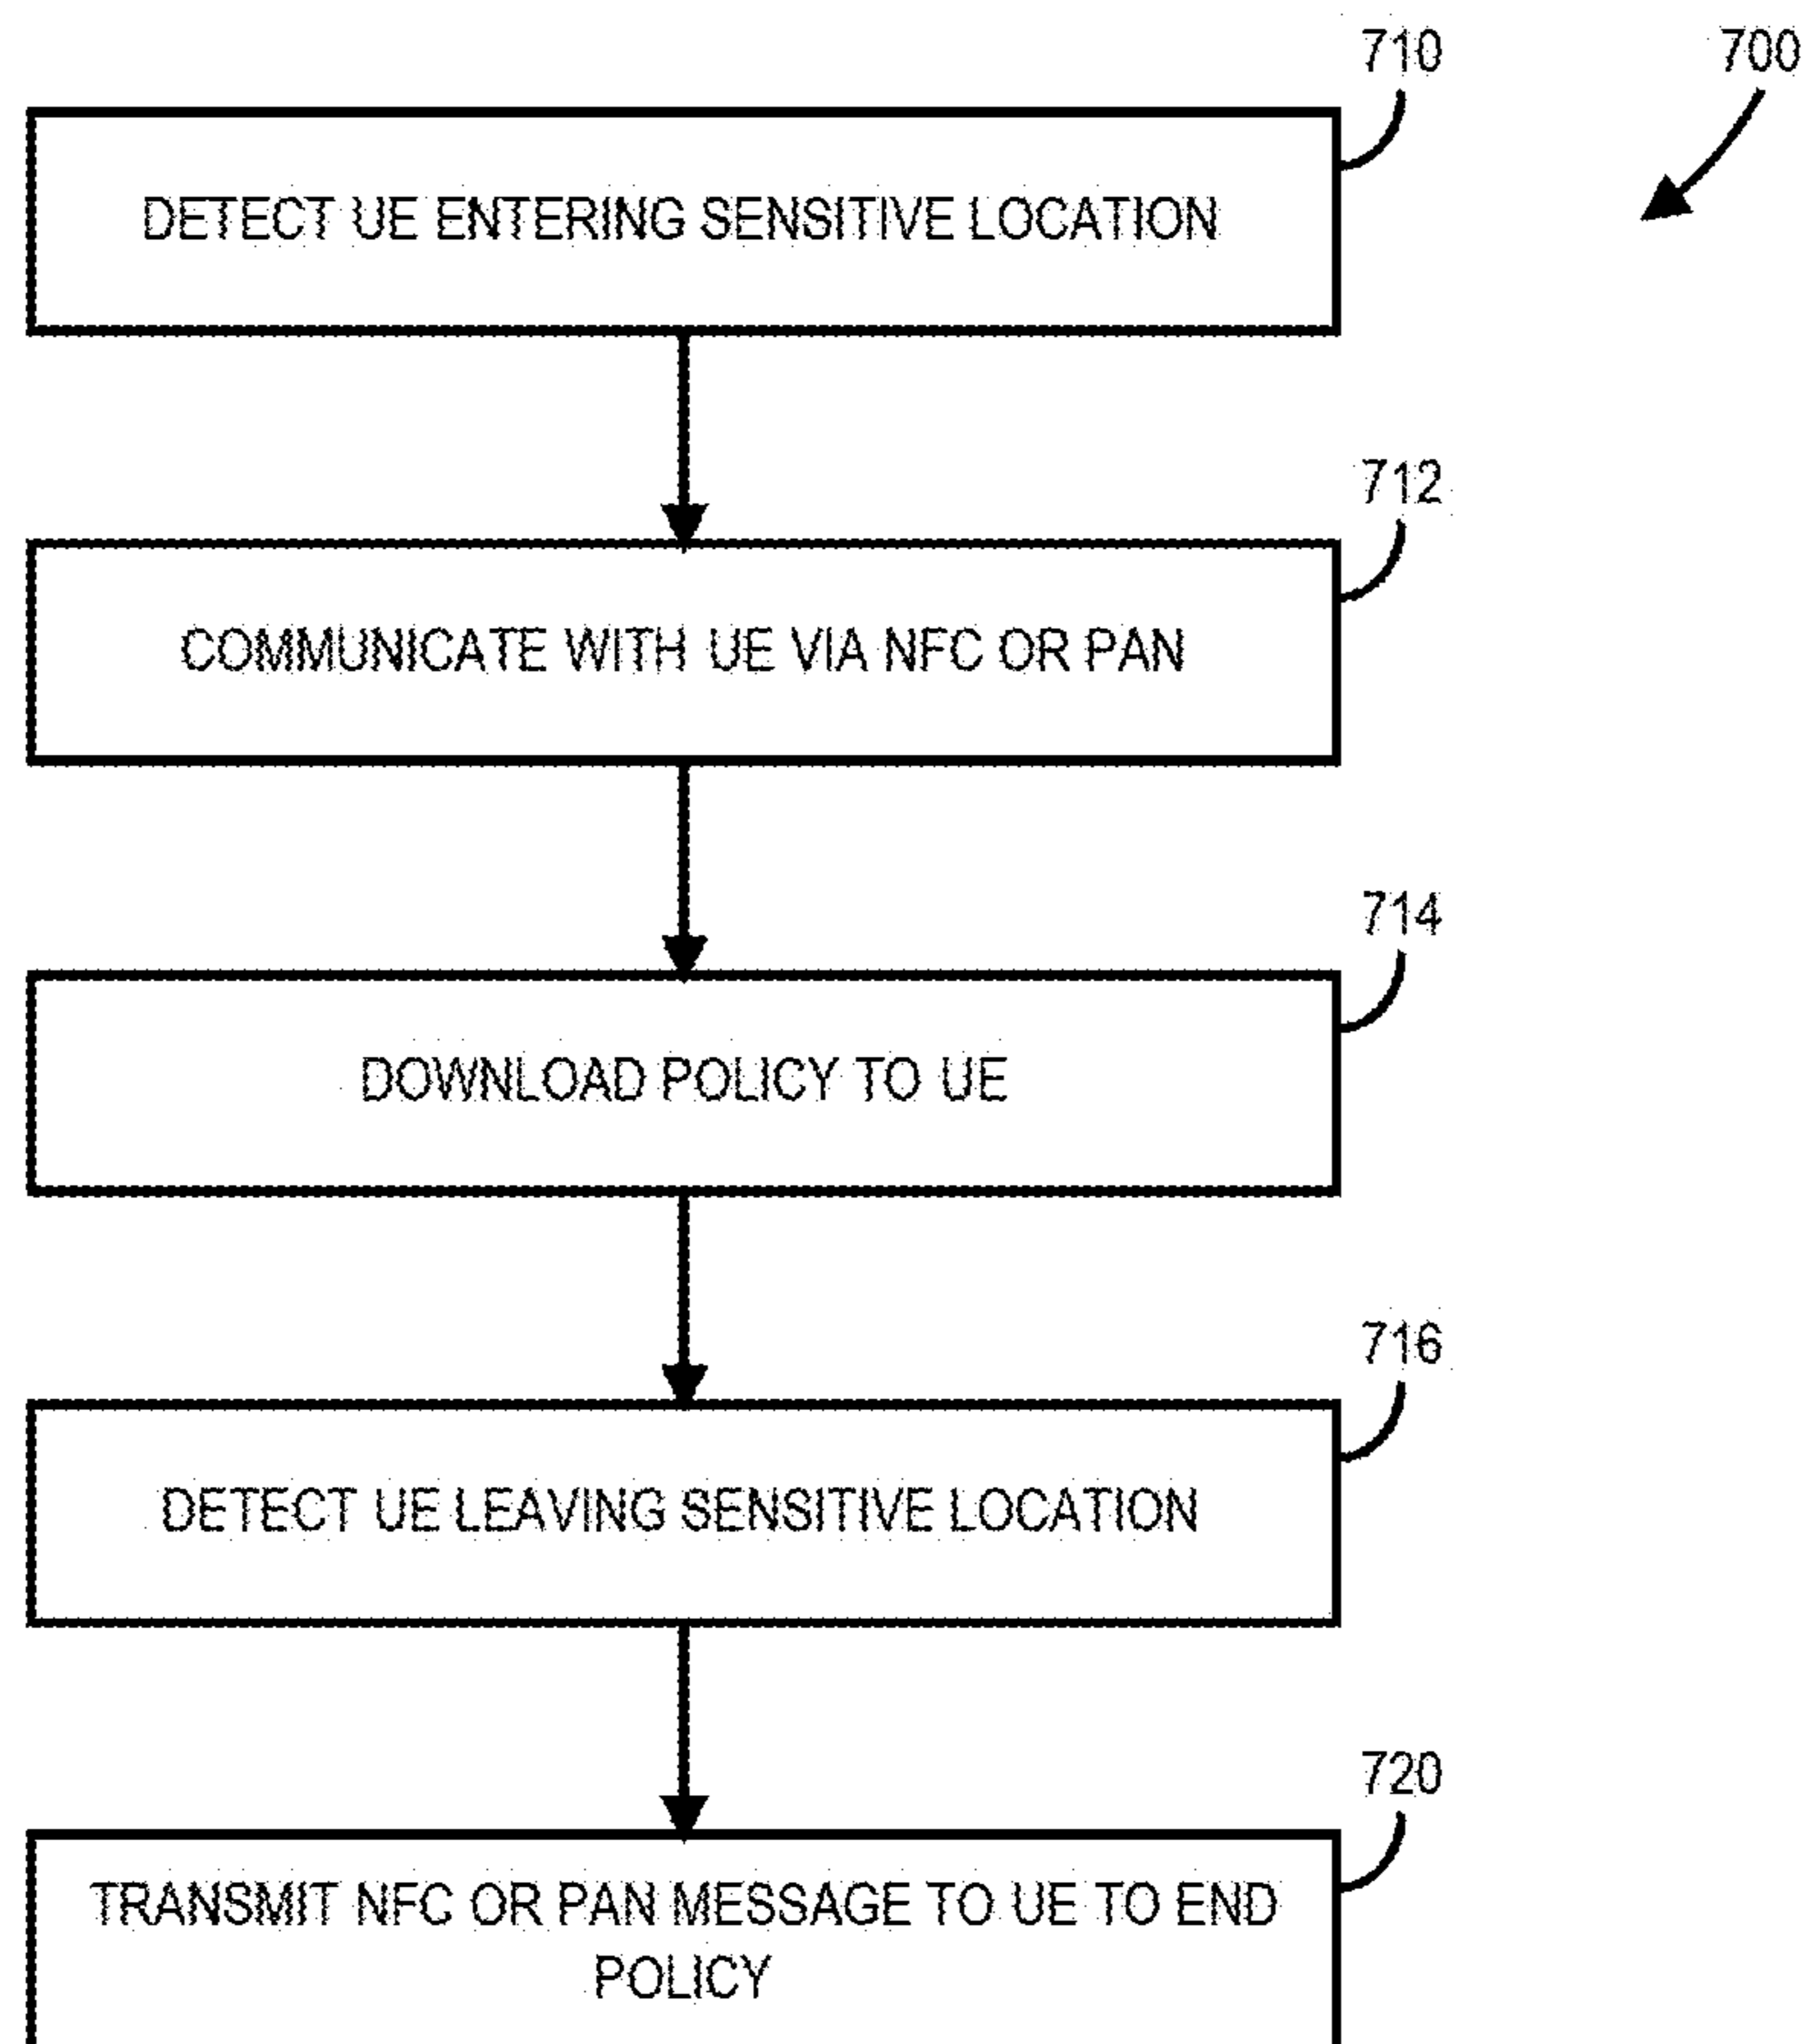 710
700
DETECT UE ENTERING SENSITIVE LOCATION
712
COMMUNICATE WITH UE VIA NFC OR PAN
714
DOWNLOAD POLICY TO UE
716
DETECT UE LEAVING SENSITIVE LOCATION
720
TRANSMIT NFC OR PAN MESSAGE TO UE TO END
POLICY